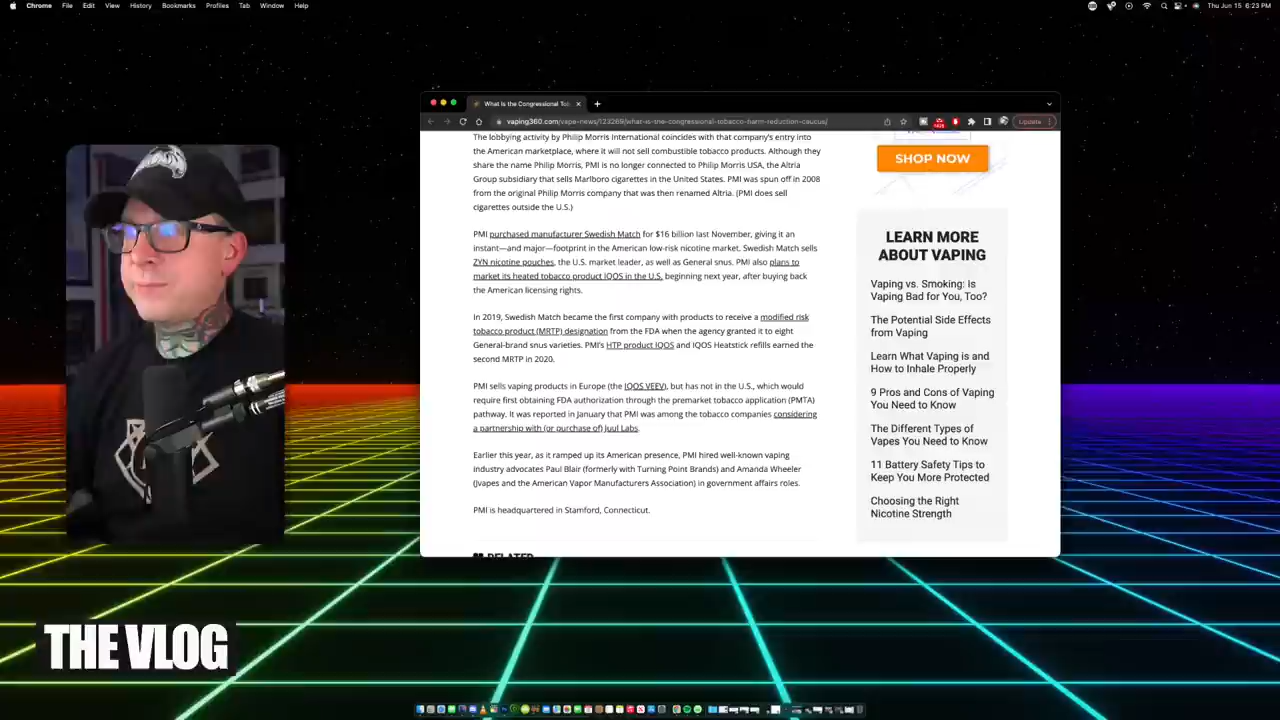 Chrome File Edit View History Bookmarks Profiles Tab Window Help
Thu Jun 15 6:23 PM
What Is the Congressional Tob
vaping360.com/vape-news/123269/what-is-the-congressional-tobacco-harm-reduction-caucus/
Update
The lobbying activity by Philip Morris International coincides with that company's entry into
the American marketplace, where it will not sell combustible tobacco products. Although they
share the name Philip Morris, PMI is no longer connected to Philip Morris USA, the Altria
Group subsidiary that sells Marlboro cigarettes in the United States. PMI was spun off in 2008
from the original Philip Morris company that was then renamed Altria. (PMI does sell
cigarettes outside the U.S.)
PMI purchased manufacturer Swedish Match for $16 billion last November, giving it an
instant—and major—footprint in the American low-risk nicotine market. Swedish Match sells
ZYN nicotine pouches, the U.S. market leader, as well as General snus. PMI also plans to
market its heated tobacco product IQOS in the U.S. beginning next year, after buying back
the American licensing rights.
In 2019, Swedish Match became the first company with products to receive a modified risk
tobacco product (MRTP) designation from the FDA when the agency granted it to eight
General-brand snus varieties. PMI's HTP product IQOS and IQOS Heatstick refills earned the
second MRTP in 2020.
PMI sells vaping products in Europe (the IQOS VEEV), but has not in the U.S., which would
require first obtaining FDA authorization through the premarket tobacco application (PMTA)
pathway. It was reported in January that PMI was among the tobacco companies considering
a partnership with (or purchase of) Juul Labs.
Earlier this year, as it ramped up its American presence, PMI hired well-known vaping
industry advocates Paul Blair (formerly with Turning Point Brands) and Amanda Wheeler
(Jvapes and the American Vapor Manufacturers Association) in government affairs roles.
PMI is headquartered in Stamford, Connecticut.
RELATED
SHOP NOW
LEARN MORE
ABOUT VAPING
Vaping vs. Smoking: Is
Vaping Bad for You, Too?
The Potential Side Effects
from Vaping
Learn What Vaping is and
How to Inhale Properly
9 Pros and Cons of Vaping
You Need to Know
The Different Types of
Vapes You Need to Know
11 Battery Safety Tips to
Keep You More Protected
Choosing the Right
Nicotine Strength
THE VLOG